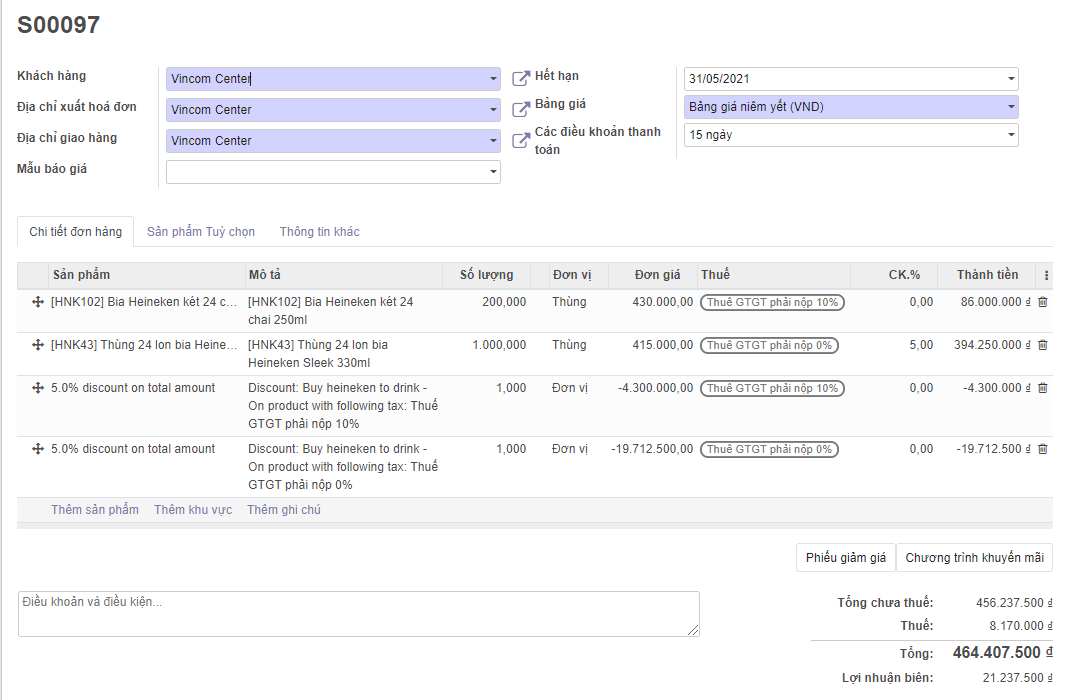 S00097
Khách hàng
Vincom Center
Hết hạn
31/05/2021
Địa chỉ xuất hoá đơn
Vincom Center
Bảng giá
Bảng giá niêm yết (VND)
Địa chỉ giao hàng
Vincom Center
Các điều khoản thanh
toán
15 ngày
Mẫu báo giá
Chi tiết đơn hàng Sản phẩm Tuỳ chọn Thông tin khác
Sản phẩm Mô tả Số lượng Đơn vị Đơn giá Thuế CK.% Thành tiền
[HNK102] Bia Heineken két 24 c... [HNK102] Bia Heineken két 24 200,000 Thùng 430.000,00 Thuế GTGT phải nộp 10% 0,00 86.000.000 ₫
chai 250ml
[HNK43] Thùng 24 lon bia Heine... [HNK43] Thùng 24 lon bia 1.000,000 Thùng 415.000,00 Thuế GTGT phải nộp 0% 5,00 394.250.000 ₫
Heineken Sleek 330ml
5.0% discount on total amount Discount: Buy heineken to drink - 1,000 Đơn vị -4.300.000,00 Thuế GTGT phải nộp 10% 0,00 -4.300.000 ₫
On product with following tax: Thuế
GTGT phải nộp 10%
5.0% discount on total amount Discount: Buy heineken to drink - 1,000 Đơn vị -19.712.500,00 Thuế GTGT phải nộp 0% 0,00 -19.712.500 ₫
On product with following tax: Thuế
GTGT phải nộp 0%
Thêm sản phẩm Thêm khu vực Thêm ghi chú
Phiếu giảm giá Chương trình khuyến mãi
Điều khoản và điều kiện...
Tổng chưa thuế: 456.237.500 ₫
Thuế: 8.170.000 ₫
Tổng: 464.407.500 ₫
Lợi nhuận biên: 21.237.500 ₫